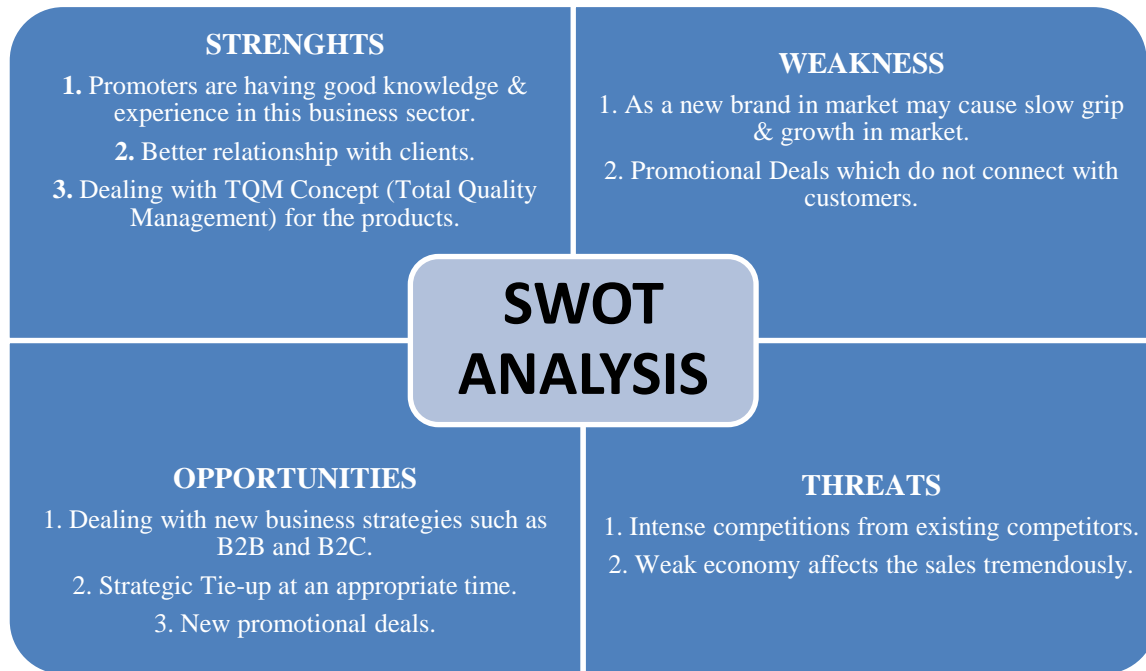 STRENGHTS
1. Promoters are having good knowledge &
experience in this business sector.
2. Better relationship with clients.
3. Dealing with TQM Concept (Total Quality
Management) for the products.
WEAKNESS
1. As a new brand in market may cause slow grip
& growth in market.
2. Promotional Deals which do not connect with
customers.
SWOT
ANALYSIS
OPPORTUNITIES
1. Dealing with new business strategies such as
B2B and B2C.
2. Strategic Tie-up at an appropriate time.
3. New promotional deals.
THREATS
1. Intense competitions from existing competitors.
2. Weak economy affects the sales tremendously.